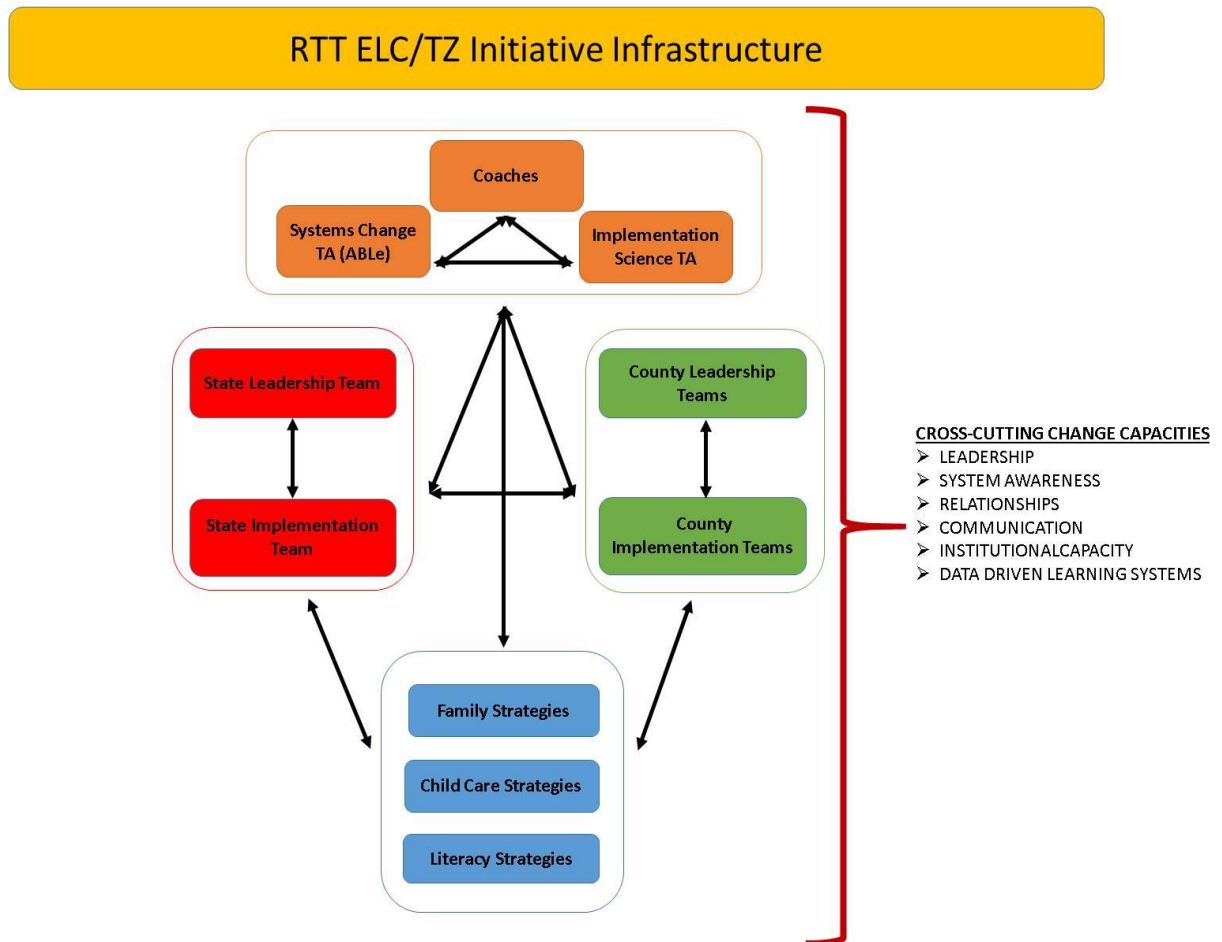 RTT ELC/TZ Initiative Infrastructure
Coaches
Systems Change
TA (ABLe)
Implementation
Science TA
State Leadership Team
State Implementation
Team
County Leadership
Teams
County
Implementation Teams
Family Strategies
Child Care Strategies
Literacy Strategies
CROSS-CUTTING CHANGE CAPACITIES
➢ LEADERSHIP
➢ SYSTEM AWARENESS
➢ RELATIONSHIPS
➢ COMMUNICATION
➢ INSTITUTIONALCAPACITY
➢ DATA DRIVEN LEARNING SYSTEMS